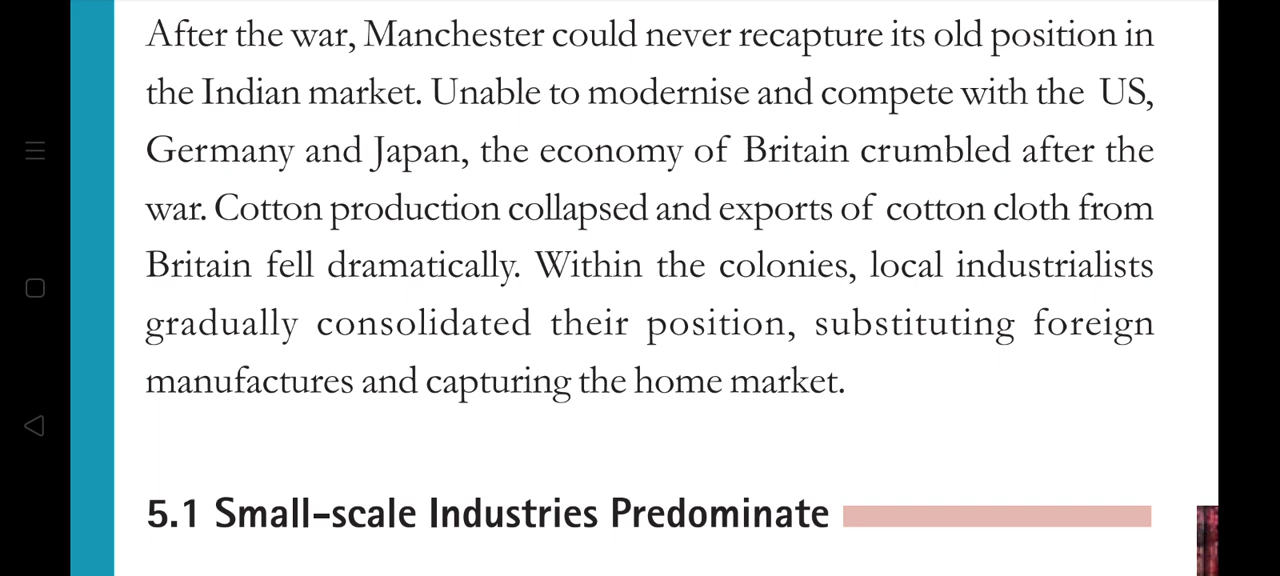 After the war, Manchester could never recapture its old position in
the Indian market. Unable to modernise and compete with the US,
Germany and Japan, the economy of Britain crumbled after the
war. Cotton production collapsed and exports of cotton cloth from
Britain fell dramatically. Within the colonies, local industrialists
gradually consolidated their position, substituting foreign
manufactures and capturing the home market.
5.1 Small-scale Industries Predominate